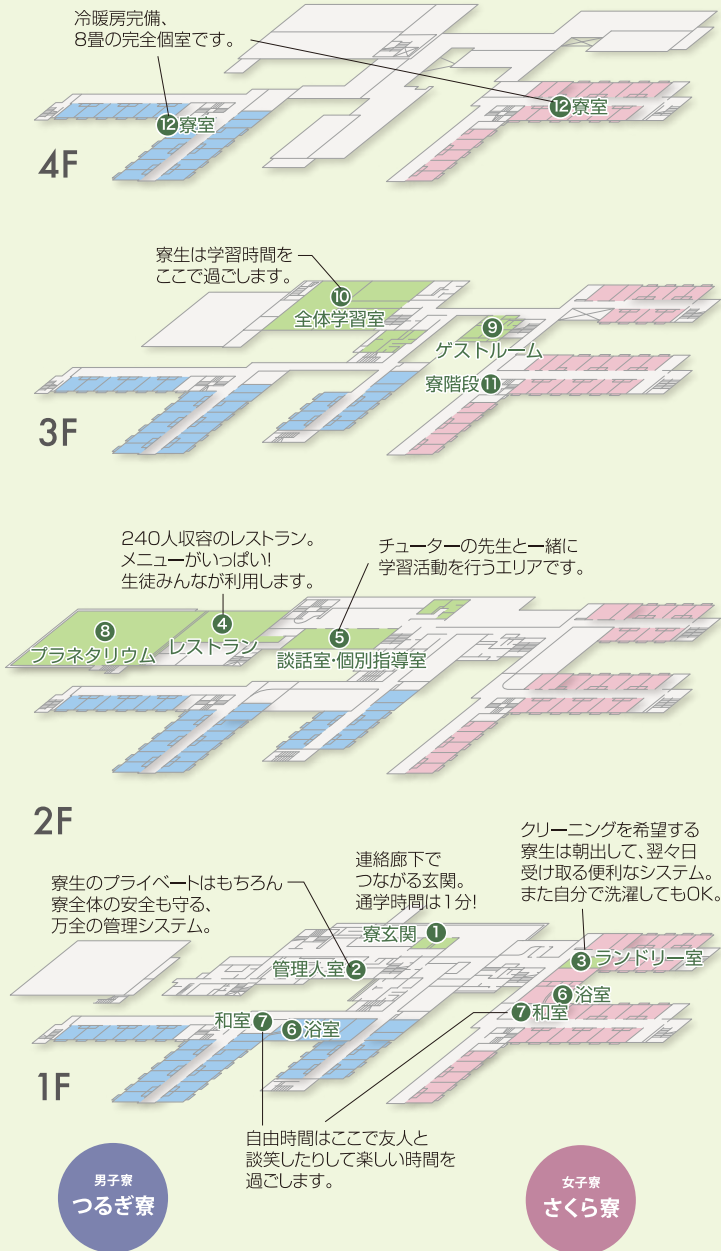 冷暖房完備、
8畳の完全個室です。
⑫寮室
⑫寮室
4F
寮生は学習時間を
ここで過ごします。
⑩
全体学習室
⑨
ゲストルーム
寮階段⑪
3F
240人収容のレストラン。
メニューがいっぱい!
生徒みんなが利用します。
チューターの先生と一緒に
学習活動を行うエリアです。
⑧
プラネタリウム
④
レストラン
⑤
談話室・個別指導室
2F
クリーニングを希望する
寮生は朝出して、翌々日
受け取る便利なシステム。
また自分で洗濯してもOK。
連絡廊下で
つながる玄関。
通学時間は1分!
寮生のプライベートはもちろん
寮全体の安全も守る、
万全の管理システム。
寮玄関①
管理人室②
③ランドリー室
⑥浴室
⑦和室
和室⑦
⑥浴室
1F
自由時間はここで友人と
談笑したりして楽しい時間を
過ごします。
男子寮
つるぎ寮
女子寮
さくら寮